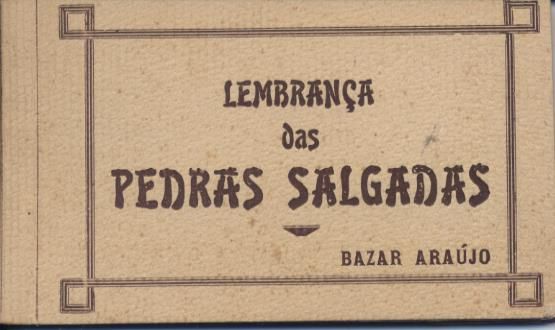 LEMBRANÇA
das
PEDRAS SALGADAS
BAZAR ARAÚJO